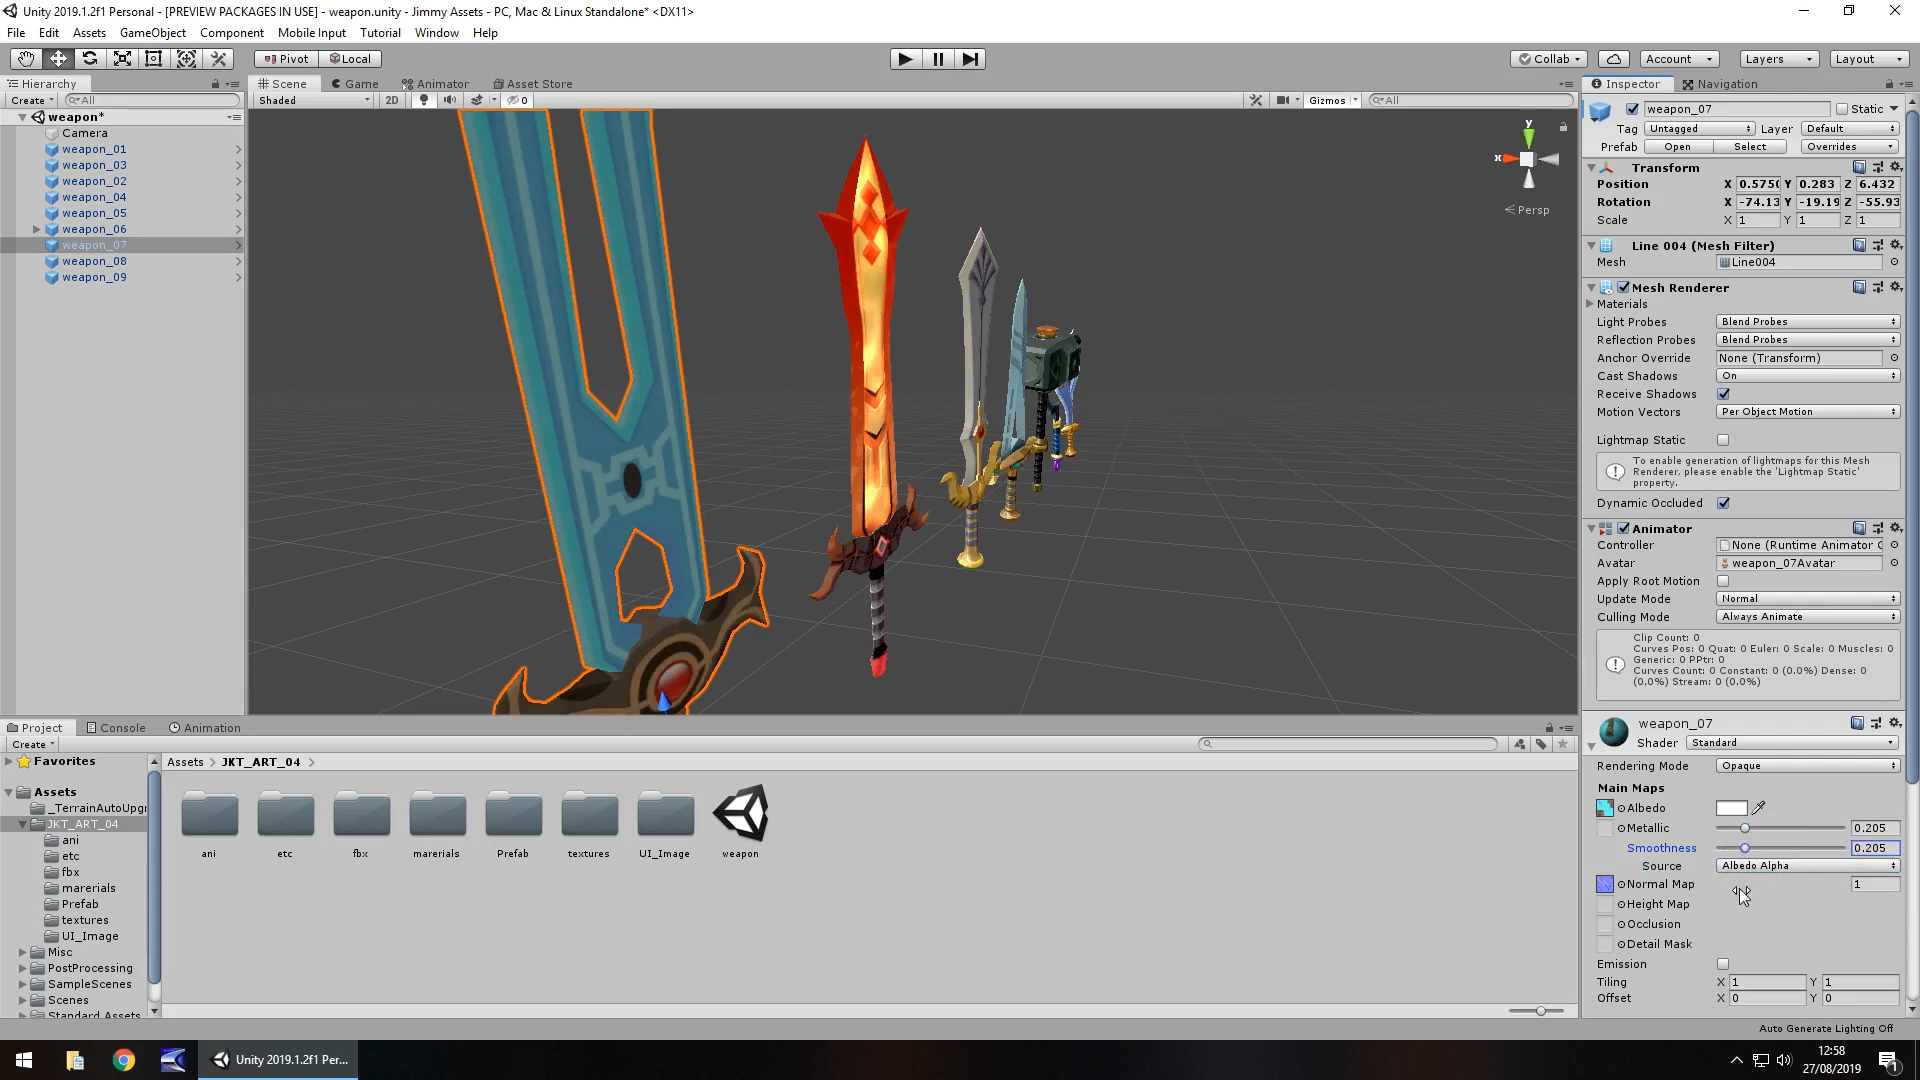 Unity 2019.1.2f1 Personal - [PREVIEW PACKAGES IN USE] - weapon.unity - Jimmy Assets - PC, Mac & Linux Standalone* <DX11>
File Edit Assets GameObject Component Mobile Input Tutorial Window Help
Pivot Local Collab Account Layers Layout
Hierarchy Scene Game Animator Asset Store Inspector Navigation
Create All Shaded 2D 0 Gizmos All
weapon*
Camera
weapon_01
weapon_03
weapon_02
weapon_04
weapon_05
weapon_06
weapon_07
weapon_08
weapon_09
y
x
Persp
weapon_07 Static
Tag Untagged Layer Default
Prefab Open Select Overrides
Transform
Position X 0.575( Y 0.283 Z 6.432
Rotation X -74.13 Y -19.19 Z -55.93
Scale X 1 Y 1 Z 1
Line 004 (Mesh Filter)
Mesh Line004
Mesh Renderer
Materials
Light Probes Blend Probes
Reflection Probes Blend Probes
Anchor Override None (Transform)
Cast Shadows On
Receive Shadows
Motion Vectors Per Object Motion
Lightmap Static
To enable generation of lightmaps for this Mesh
Renderer, please enable the 'Lightmap Static'
property.
Dynamic Occluded
Animator
Controller None (Runtime Animator C
Avatar weapon_07Avatar
Apply Root Motion
Update Mode Normal
Culling Mode Always Animate
Clip Count: 0
Curves Pos: 0 Quat: 0 Euler: 0 Scale: 0 Muscles: 0
Generic: 0 PPtr: 0
Curves Count: 0 Constant: 0 (0.0%) Dense: 0
(0.0%) Stream: 0 (0.0%)
weapon_07
Shader Standard
Rendering Mode Opaque
Main Maps
Albedo
Metallic 0.205
Smoothness 0.205
Source Albedo Alpha
Normal Map 1
Height Map
Occlusion
Detail Mask
Emission
Tiling X 1 Y 1
Offset X 0 Y 0
Project Console Animation
Create
Favorites
Assets
_TerrainAutoUpgr
JKT_ART_04
ani
etc
fbx
marerials
Prefab
textures
UI_Image
Misc
PostProcessing
SampleScenes
Scenes
Standard Assets
Assets > JKT_ART_04 >
ani etc fbx marerials Prefab textures UI_Image weapon
Auto Generate Lighting Off
Unity 2019.1.2f1 Per...
12:58
27/08/2019
1